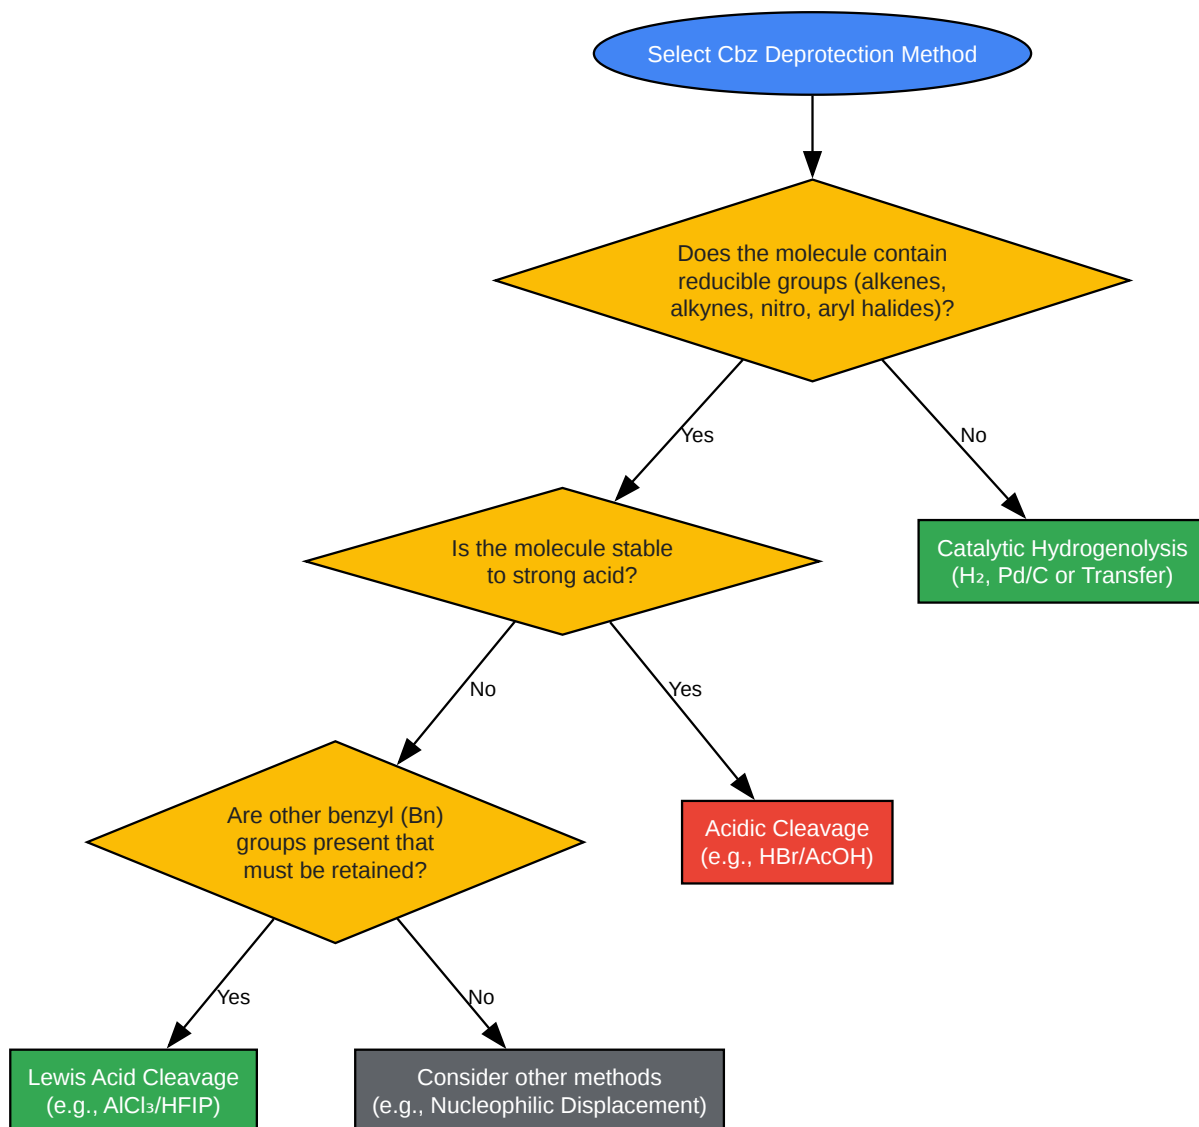 Select Cbz Deprotection Method
Does the molecule contain
reducible groups (alkenes,
alkynes, nitro, aryl halides)?
Yes
No
Is the molecule stable
to strong acid?
Catalytic Hydrogenolysis
(H₂, Pd/C or Transfer)
No
Yes
Are other benzyl (Bn)
groups present that
must be retained?
Acidic Cleavage
(e.g., HBr/AcOH)
Yes
No
Lewis Acid Cleavage
(e.g., AlCl₃/HFIP)
Consider other methods
(e.g., Nucleophilic Displacement)